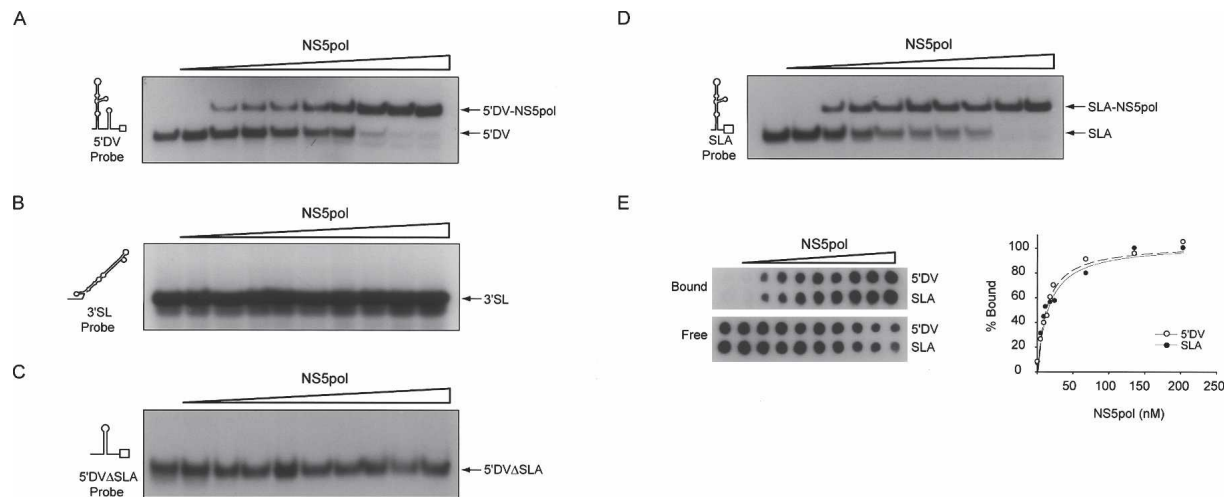 A
NS5pol
5'DV-NS5pol
5'DV
5'DV
Probe
B
NS5pol
3'SL
3'SL
Probe
C
NS5pol
5'DVΔSLA
5'DVΔSLA
Probe
D
NS5pol
SLA-NS5pol
SLA
SLA
Probe
E
NS5pol
Bound
5'DV
SLA
Free
5'DV
SLA
% Bound
100
80
60
40
20
0
5'DV
SLA
50
100
150
200
250
NS5pol (nM)